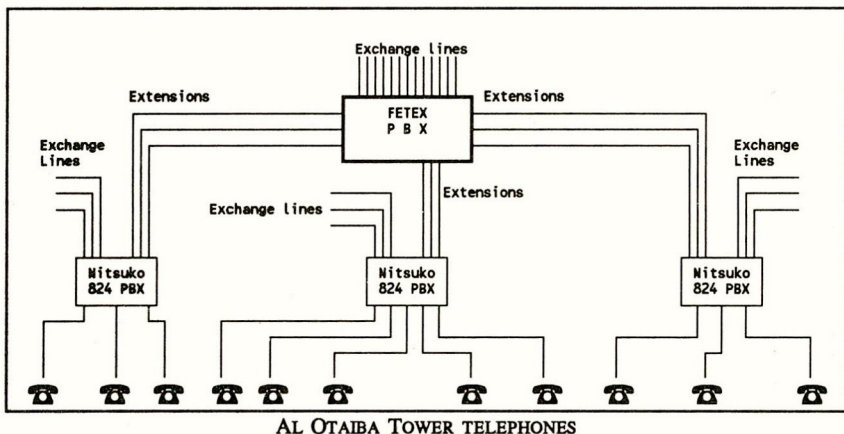 Exchange lines
Extensions
FETEX
P B X
Extensions
Exchange
Lines
Exchange
Lines
Extensions
Exchange lines
Nitsuko
824 PBX
Nitsuko
824 PBX
Nitsuko
824 PBX
AL OTAIBA TOWER TELEPHONES